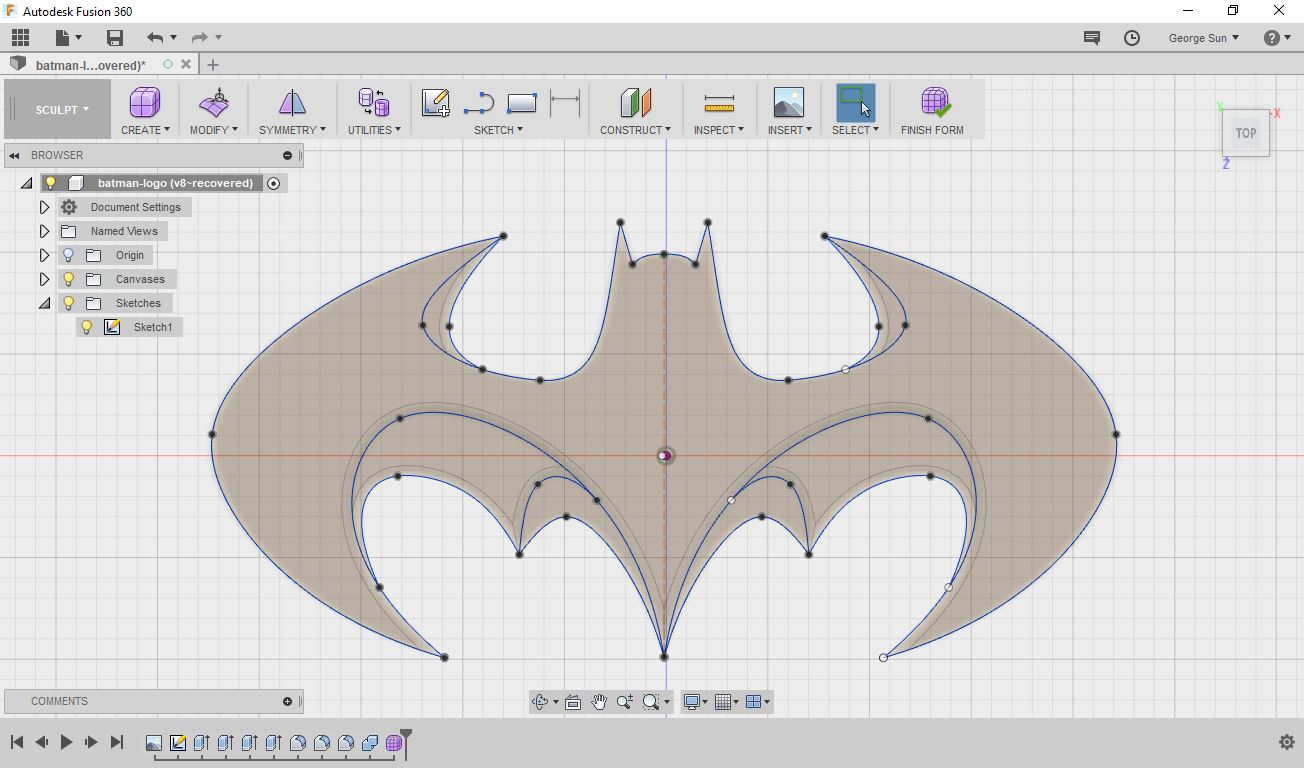 Autodesk Fusion 360
George Sun
batman-l...overed)*
SCULPT
CREATE
MODIFY
SYMMETRY
UTILITIES
SKETCH
CONSTRUCT
INSPECT
INSERT
SELECT
FINISH FORM
BROWSER
batman-logo (v8~recovered)
Document Settings
Named Views
Origin
Canvases
Sketches
Sketch1
Y
X
TOP
Z
COMMENTS